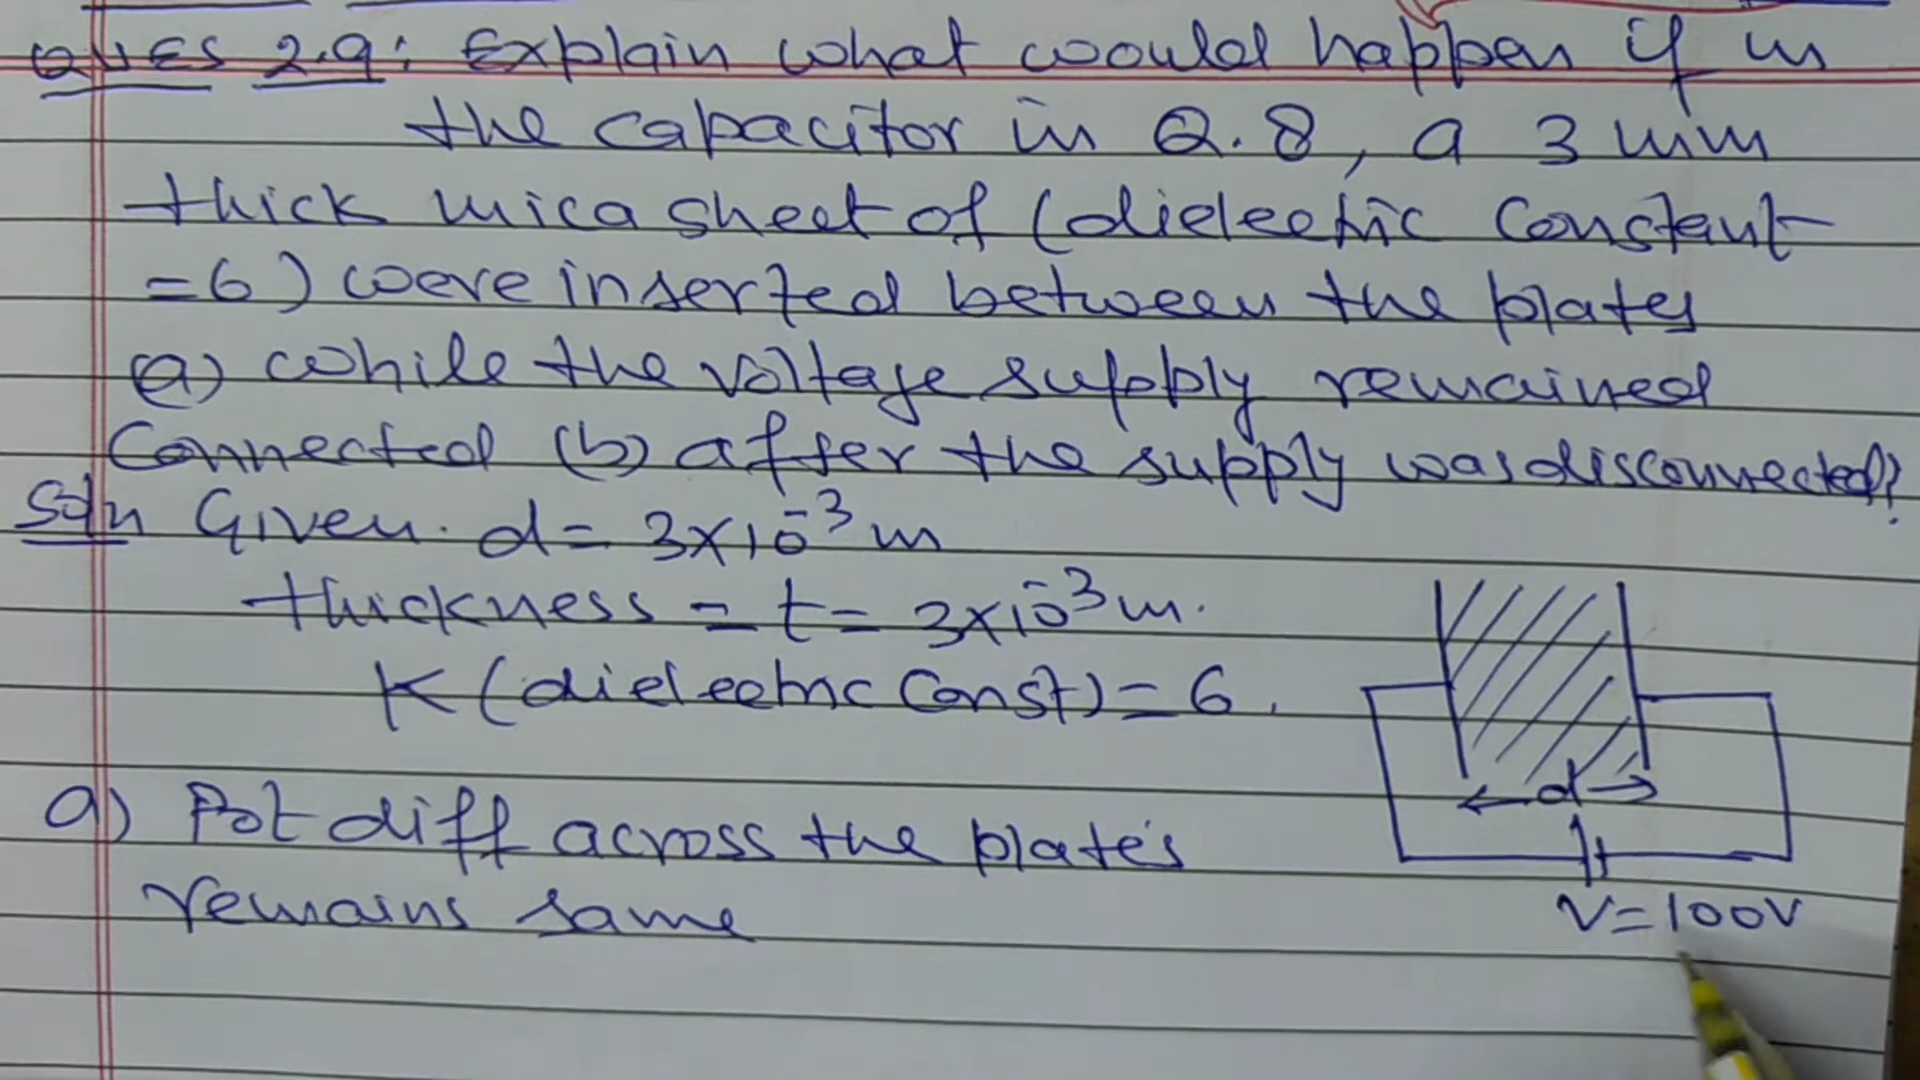 QUES 2.9: Explain what would happen if in
the capacitor in Q.8, a 3 mm
thick mica sheet of (dielectric Constant
=6) were inserted between the plates
(a) while the voltage supply remained
Connected (b) after the supply was disconnected?
Soln Given. d = 3×10⁻³ m
thickness = t = 3×10⁻³ m.
K (dielectric Const) = 6.
a) Pot diff across the plates
remains same
d
V=100V